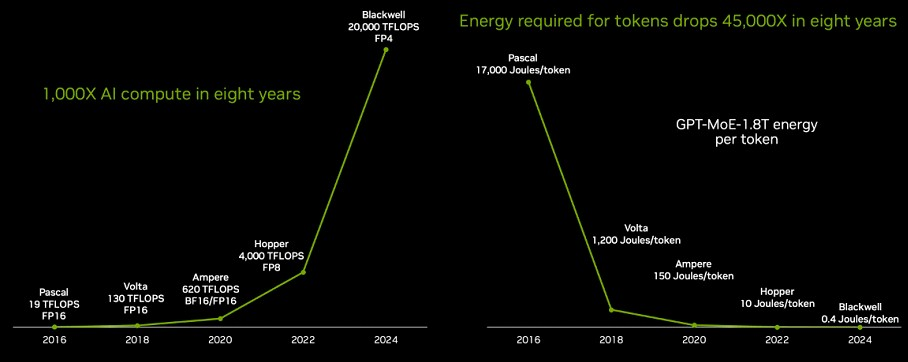 1,000X AI compute in eight years
Blackwell
20,000 TFLOPS
FP4
Hopper
4,000 TFLOPS
FP8
Ampere
620 TFLOPS
BF16/FP16
Volta
130 TFLOPS
FP16
Pascal
19 TFLOPS
FP16
2016
2018
2020
2022
2024
Energy required for tokens drops 45,000X in eight years
Pascal
17,000 Joules/token
GPT-MoE-1.8T energy
per token
Volta
1,200 Joules/token
Ampere
150 Joules/token
Hopper
10 Joules/token
Blackwell
0.4 Joules/token
2016
2018
2020
2022
2024